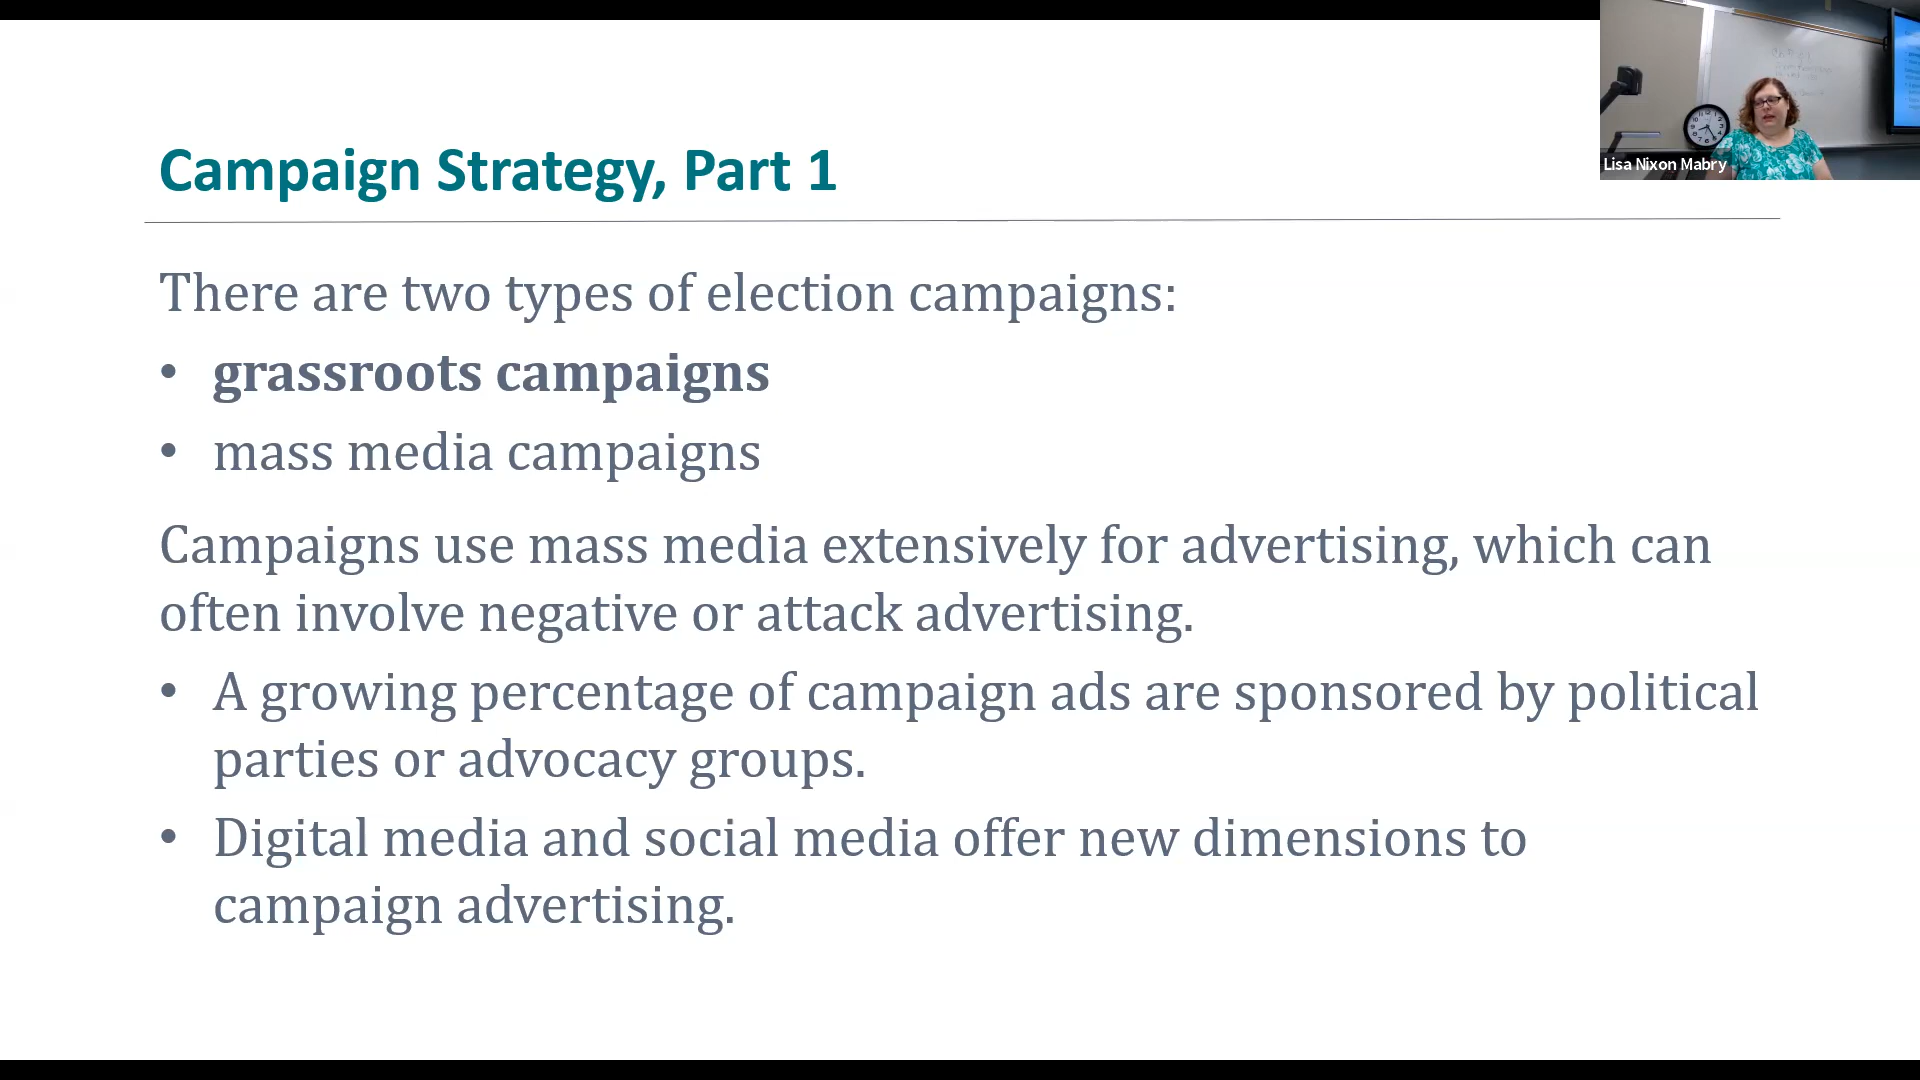 Campaign Strategy, Part 1
There are two types of election campaigns:
• grassroots campaigns
• mass media campaigns
Campaigns use mass media extensively for advertising, which can
often involve negative or attack advertising.
• A growing percentage of campaign ads are sponsored by political
parties or advocacy groups.
• Digital media and social media offer new dimensions to
campaign advertising.
Lisa Nixon Mabry